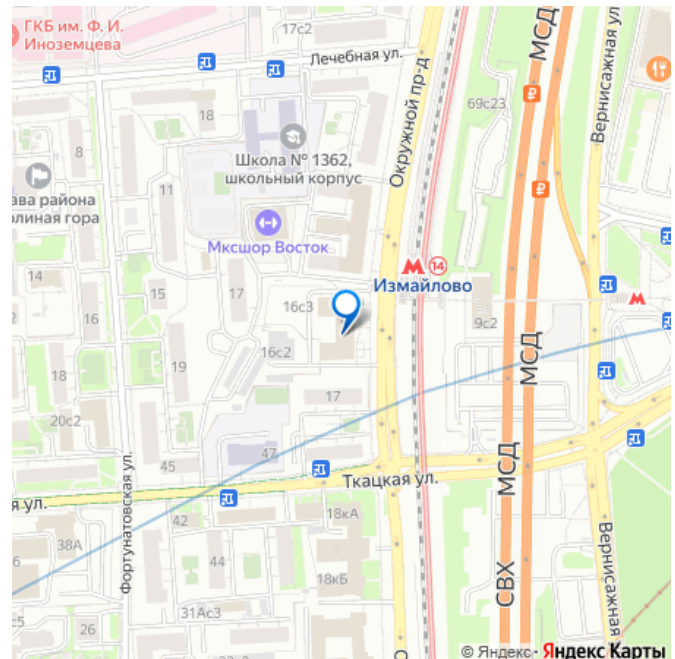 ГКБ им. Ф. И.
Иноземцева
17с2
Лечебная ул.
МСД
Вернисажная ул.
Окружной пр-д
69с23
18
8
Школа № 1362,
школьный корпус
ава района
олиная гора
11
Мксшор Восток
14
Измайлово
14
15
17
16с3
16
9с2
16с2
МСД
МСД
19
18
17
20с2
47
45
Ткацкая ул.
я ул.
Фортунатовская ул.
42
18кА
38А
44
18кБ
МСД
СВХ
Вернисажная
31Ас3
26
© Яндекс Яндекс Карты